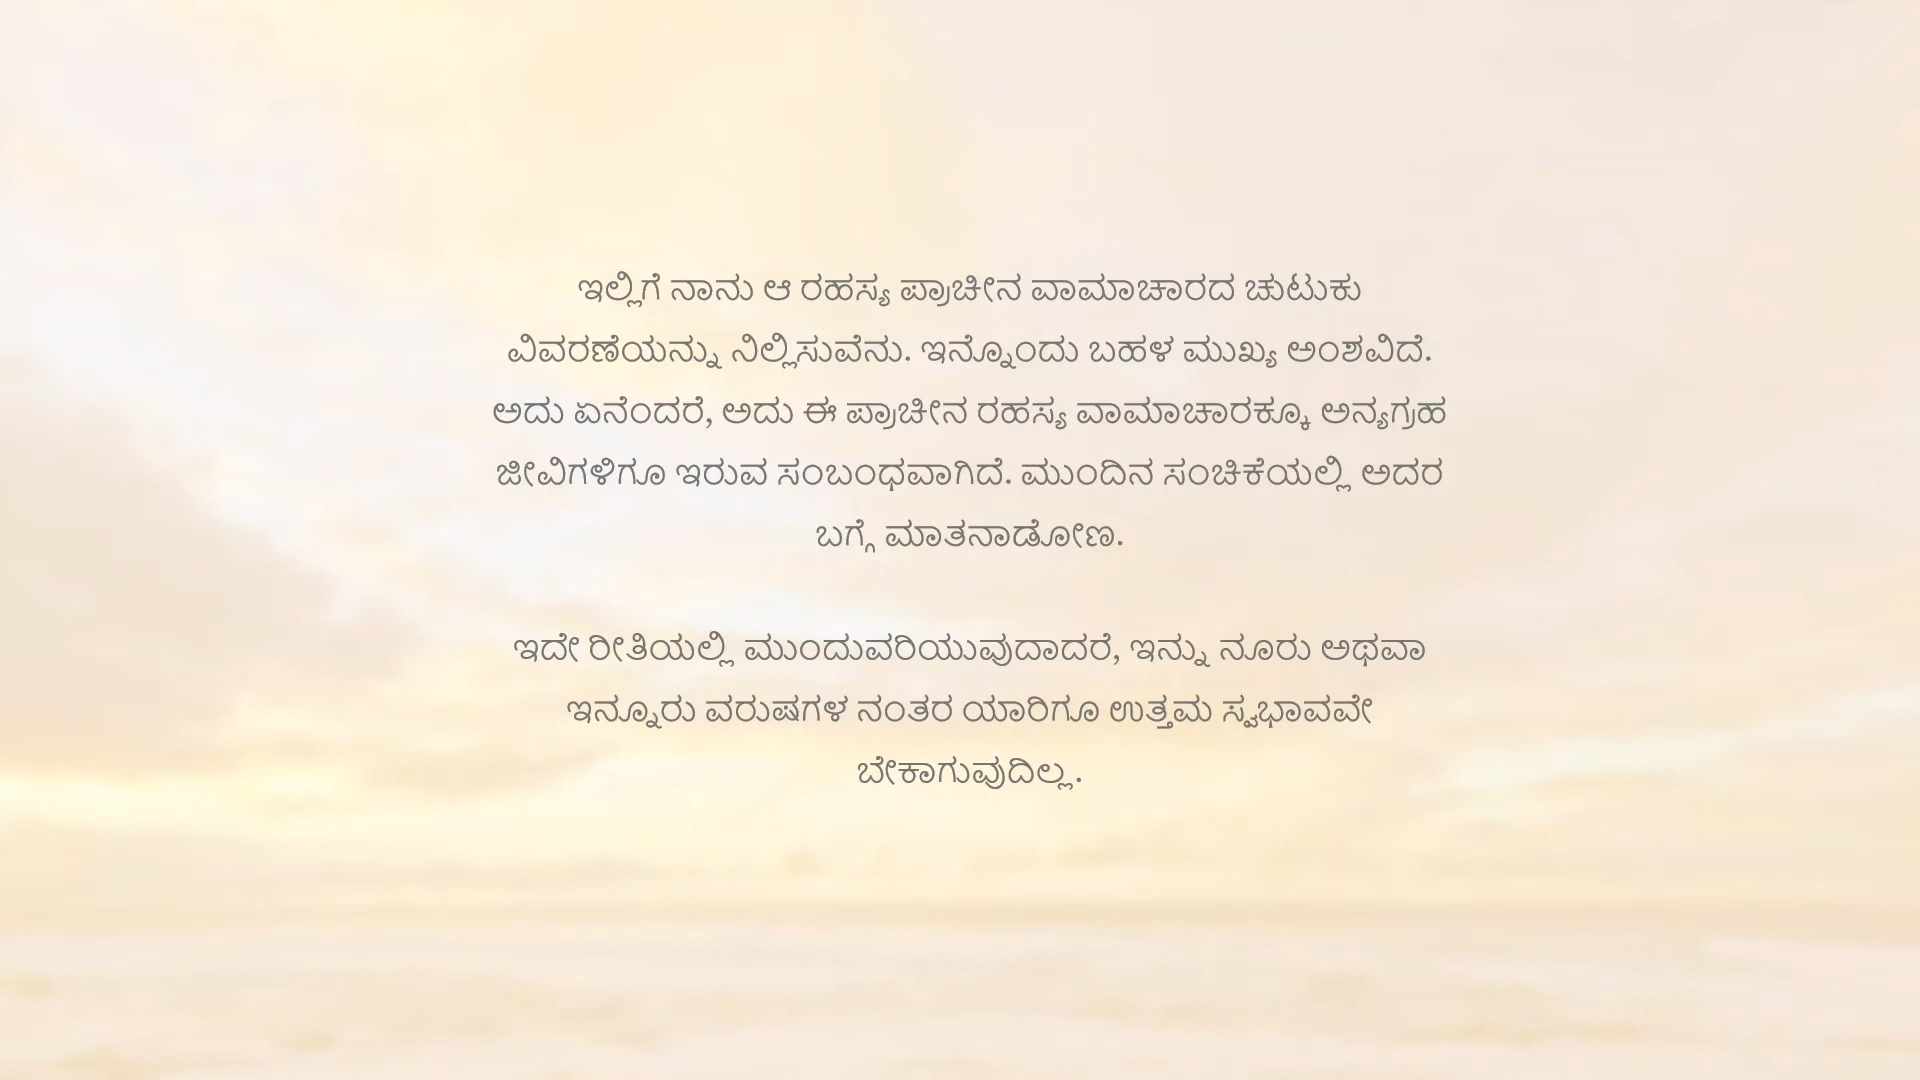 ಇಲ್ಲಿಗೆ ನಾನು ಆ ರಹಸ್ಯ ಪ್ರಾಚೀನ ವಾಮಾಚಾರದ ಚುಟುಕು
ವಿವರಣೆಯನ್ನು ನಿಲ್ಲಿಸುವೆನು. ಇನ್ನೊಂದು ಬಹಳ ಮುಖ್ಯ ಅಂಶವಿದೆ.
ಅದು ಏನೆಂದರೆ, ಅದು ಈ ಪ್ರಾಚೀನ ರಹಸ್ಯ ವಾಮಾಚಾರಕ್ಕೂ ಅನ್ಯಗ್ರಹ
ಜೀವಿಗಳಿಗೂ ಇರುವ ಸಂಬಂಧವಾಗಿದೆ. ಮುಂದಿನ ಸಂಚಿಕೆಯಲ್ಲಿ ಅದರ
ಬಗ್ಗೆ ಮಾತನಾಡೋಣ.
ಇದೇ ರೀತಿಯಲ್ಲಿ ಮುಂದುವರಿಯುವುದಾದರೆ, ಇನ್ನು ನೂರು ಅಥವಾ
ಇನ್ನೂರು ವರುಷಗಳ ನಂತರ ಯಾರಿಗೂ ಉತ್ತಮ ಸ್ವಭಾವವೇ
ಬೇಕಾಗುವುದಿಲ್ಲ.